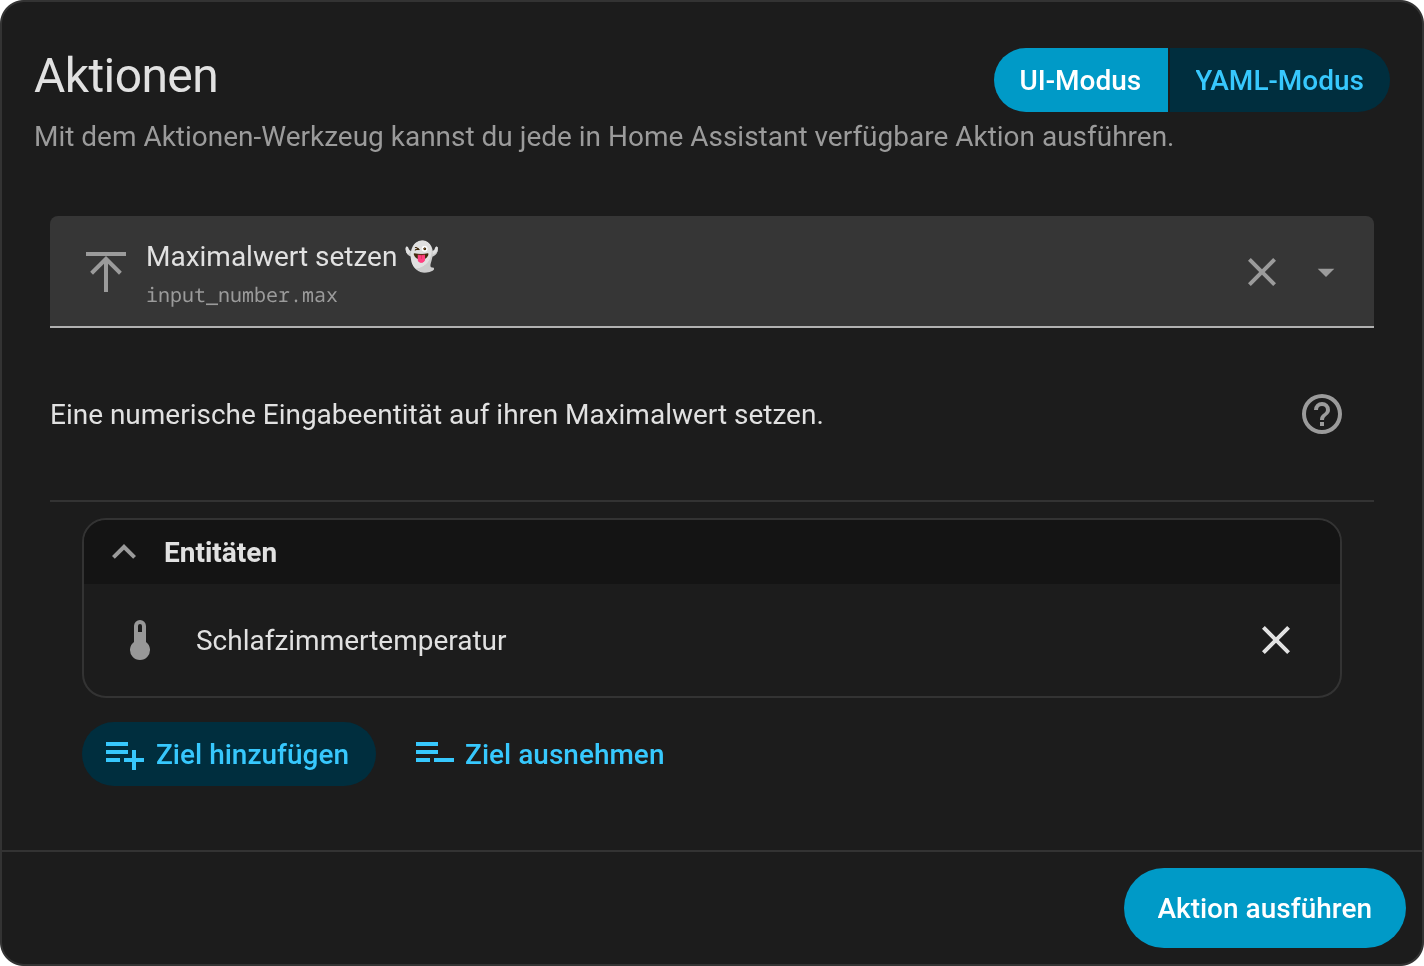 Aktionen
UI-Modus
YAML-Modus
Mit dem Aktionen-Werkzeug kannst du jede in Home Assistant verfügbare Aktion ausführen.
Maximalwert setzen 👻
input_number.max
Eine numerische Eingabeentität auf ihren Maximalwert setzen.
Entitäten
Schlafzimmertemperatur
Ziel hinzufügen
Ziel ausnehmen
Aktion ausführen